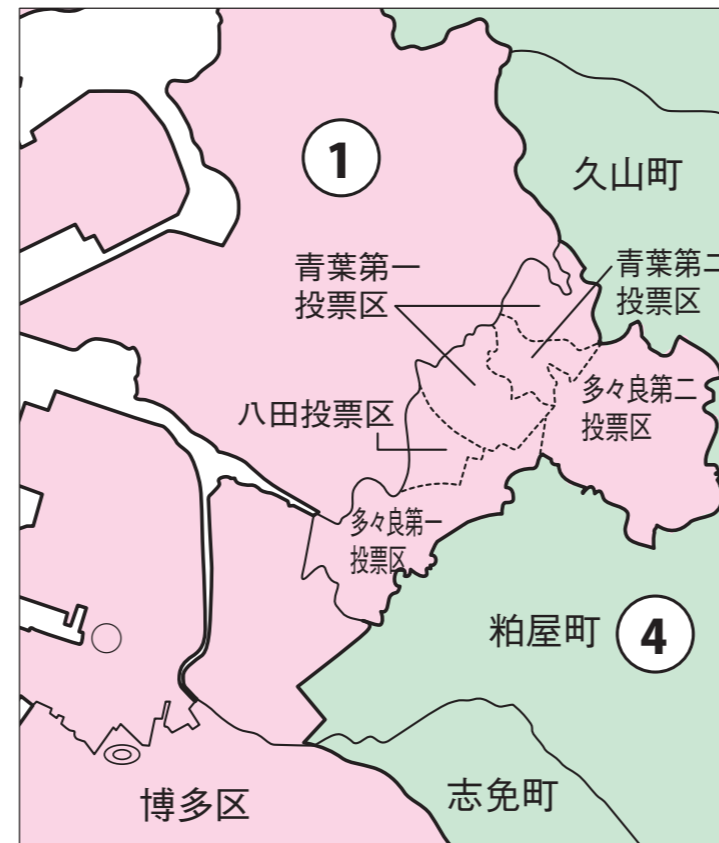 1
久山町
青葉第一
投票区
青葉第二
投票区
多々良第二
投票区
八田投票区
多々良第一
投票区
粕屋町
4
志免町
博多区